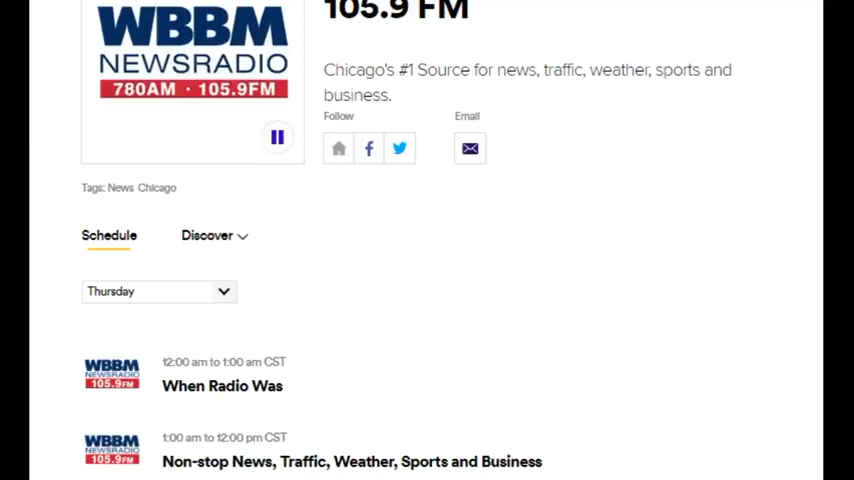 105.9 FM
WBBM
NEWSRADIO
780AM · 105.9FM
Chicago's #1 Source for news, traffic, weather, sports and
business.
Follow
Email
Tags: News Chicago
Schedule
Discover
Thursday
WBBM
NEWSRADIO
105.9FM
12:00 am to 1:00 am CST
When Radio Was
WBBM
NEWSRADIO
105.9FM
1:00 am to 12:00 pm CST
Non-stop News, Traffic, Weather, Sports and Business